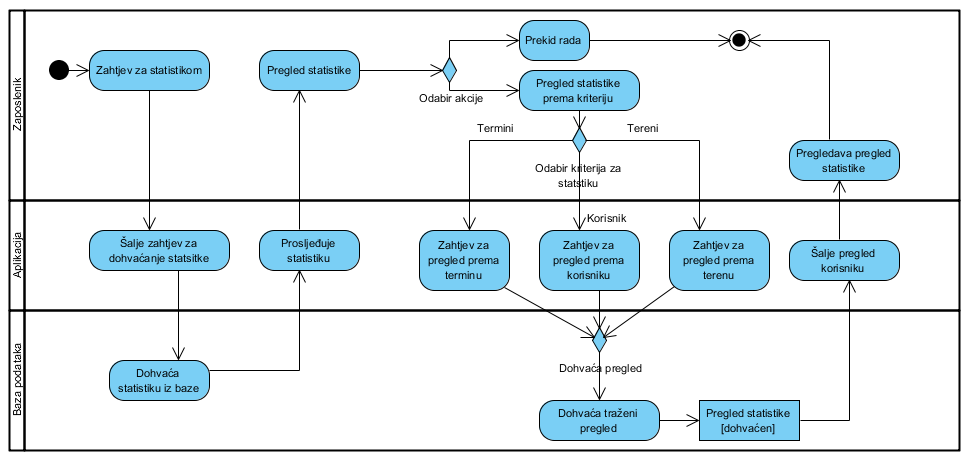 Zaposlenik
Zahtjev za statistikom
Pregled statistike
Odabir akcije
Prekid rada
Pregled statistike
prema kriteriju
Termini
Tereni
Odabir kriterija za
statstiku
Korisnik
Pregledava pregled
statistike
Aplikacija
Šalje zahtjev za
dohvaćanje statsitke
Prosljeđuje
statistiku
Zahtjev za
pregled prema
terminu
Zahtjev za
pregled prema
korisniku
Zahtjev za
pregled prema
terenu
Šalje pregled
korisniku
Baza podataka
Dohvaća
statistiku iz baze
Dohvaća pregled
Dohvaća traženi
pregled
Pregled statistike
[dohvaćen]